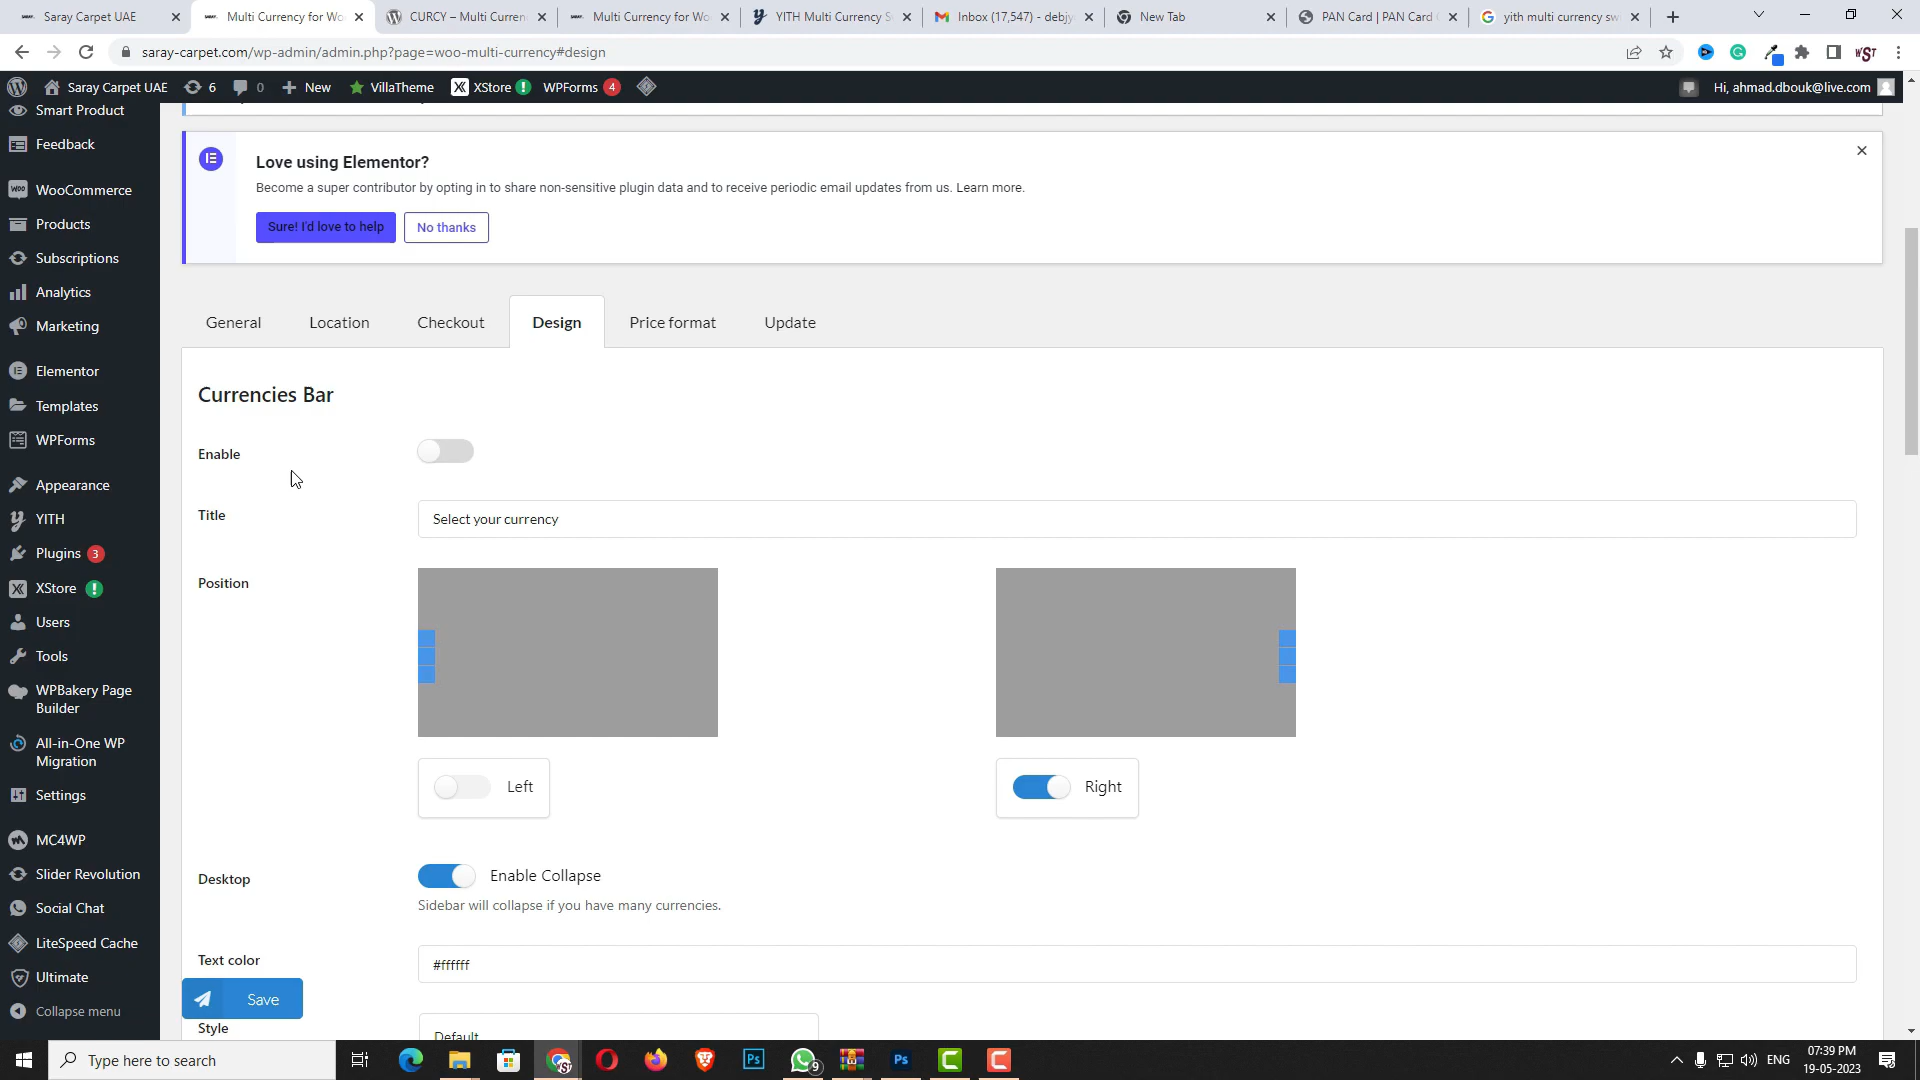 Saray Carpet UAE
Multi Currency for Wo
CURCY – Multi Curren
Multi Currency for Wo
YITH Multi Currency S
Inbox (17,547) - debjy
New Tab
PAN Card | PAN Card
yith multi currency sw
saray-carpet.com/wp-admin/admin.php?page=woo-multi-currency#design
Saray Carpet UAE
6
0
New
VillaTheme
XStore
WPForms
4
Hi, ahmad.dbouk@live.com
Smart Product
Feedback
WooCommerce
Products
Subscriptions
Analytics
Marketing
Elementor
Templates
WPForms
Appearance
YITH
Plugins 3
XStore
Users
Tools
WPBakery Page
Builder
All-in-One WP
Migration
Settings
MC4WP
Slider Revolution
Social Chat
LiteSpeed Cache
Ultimate
Collapse menu
Love using Elementor?
Become a super contributor by opting in to share non-sensitive plugin data and to receive periodic email updates from us. Learn more.
Sure! I'd love to help
No thanks
General
Location
Checkout
Design
Price format
Update
Currencies Bar
Enable
Title
Select your currency
Position
Left
Right
Desktop
Enable Collapse
Sidebar will collapse if you have many currencies.
Text color
#ffffff
Save
Style
Default
Type here to search
9
ENG
07:39 PM
19-05-2023